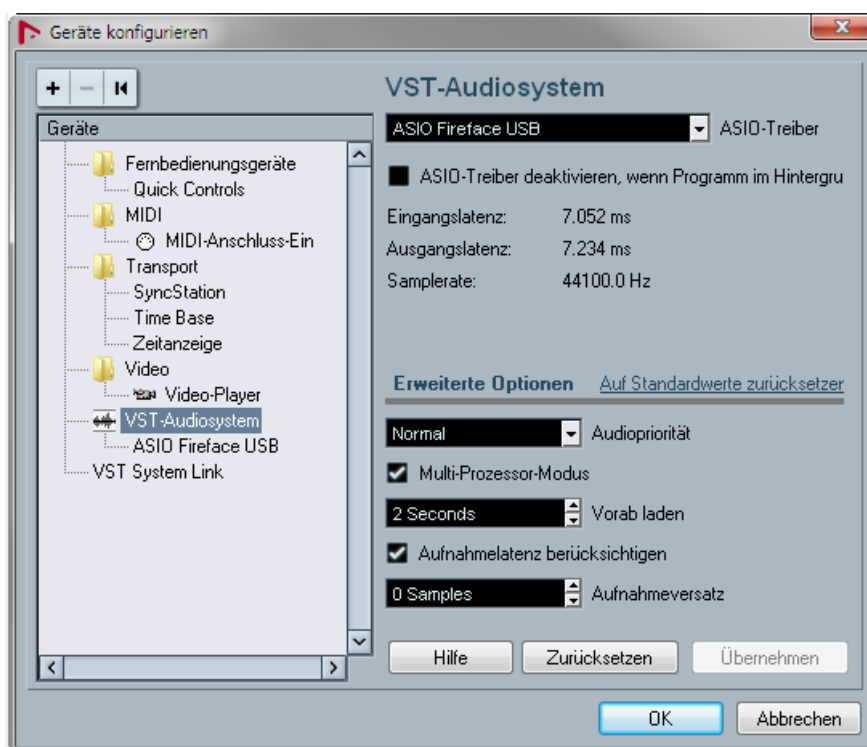 Geräte konfigurieren
Geräte
Fernbedienungsgeräte
Quick Controls
MIDI
MIDI-Anschluss-Ein
Transport
SyncStation
Time Base
Zeitanzeige
Video
Video-Player
VST-Audiosystem
ASIO Fireface USB
VST System Link
VST-Audiosystem
ASIO Fireface USB ASIO-Treiber
ASIO-Treiber deaktivieren, wenn Programm im Hintergru
Eingangslatenz: 7.052 ms
Ausgangslatenz: 7.234 ms
Samplerate: 44100.0 Hz
Erweiterte Optionen Auf Standardwerte zurücksetzer
Normal Audiopriorität
Multi-Prozessor-Modus
2 Seconds Vorab laden
Aufnahmelatenz berücksichtigen
0 Samples Aufnahmeversatz
Hilfe Zurücksetzen Übernehmen
OK Abbrechen